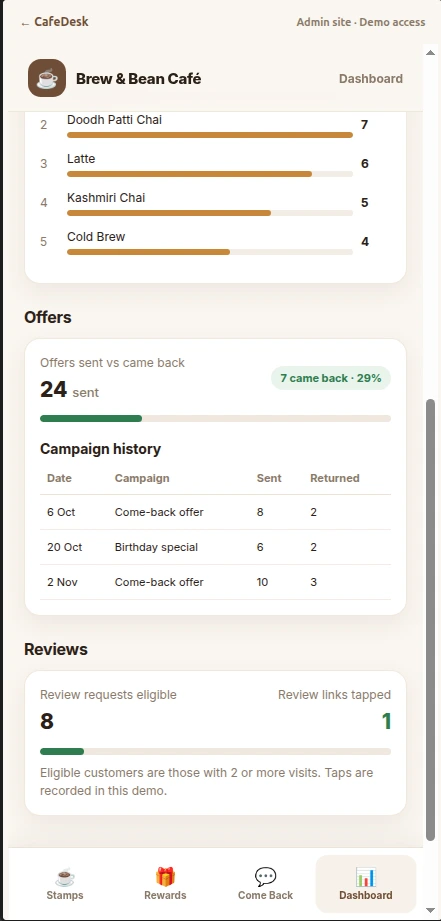 ← CafeDesk
Admin site · Demo access
Brew & Bean Café
Dashboard
2 Doodh Patti Chai 7
3 Latte 6
4 Kashmiri Chai 5
5 Cold Brew 4
Offers
Offers sent vs came back
24 sent
7 came back · 29%
Campaign history
Date Campaign Sent Returned
6 Oct Come-back offer 8 2
20 Oct Birthday special 6 2
2 Nov Come-back offer 10 3
Reviews
Review requests eligible
8
Review links tapped
1
Eligible customers are those with 2 or more visits. Taps are
recorded in this demo.
Stamps
Rewards
Come Back
Dashboard